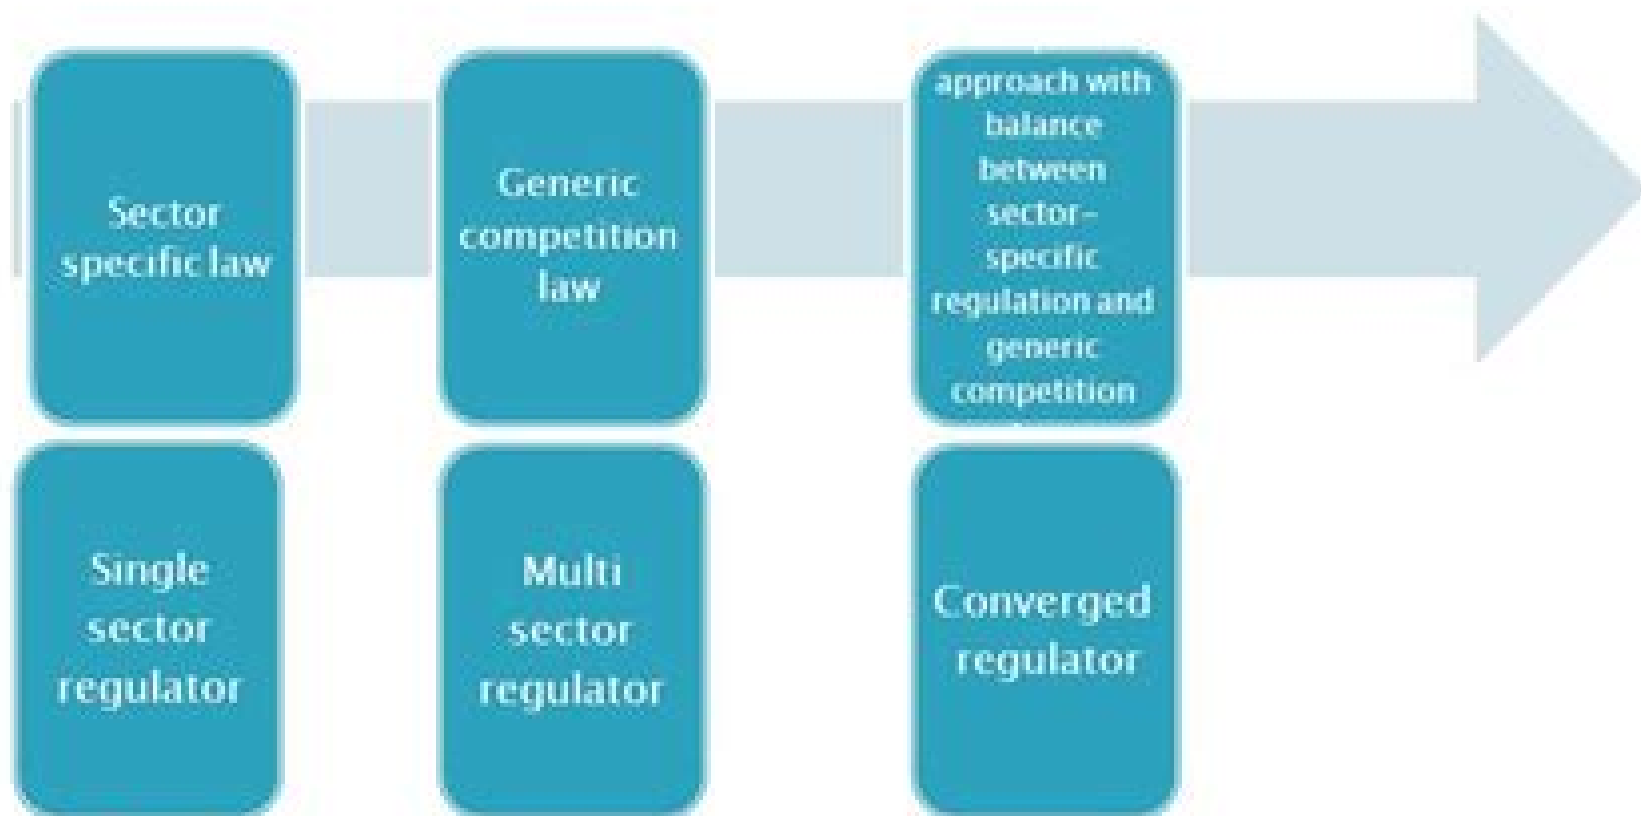 Sector
specific law
Generic
competition
law
approach with
balance
between
sector-
specific
regulation and
generic
competition
Single
sector
regulator
Multi
sector
regulator
Converged
regulator